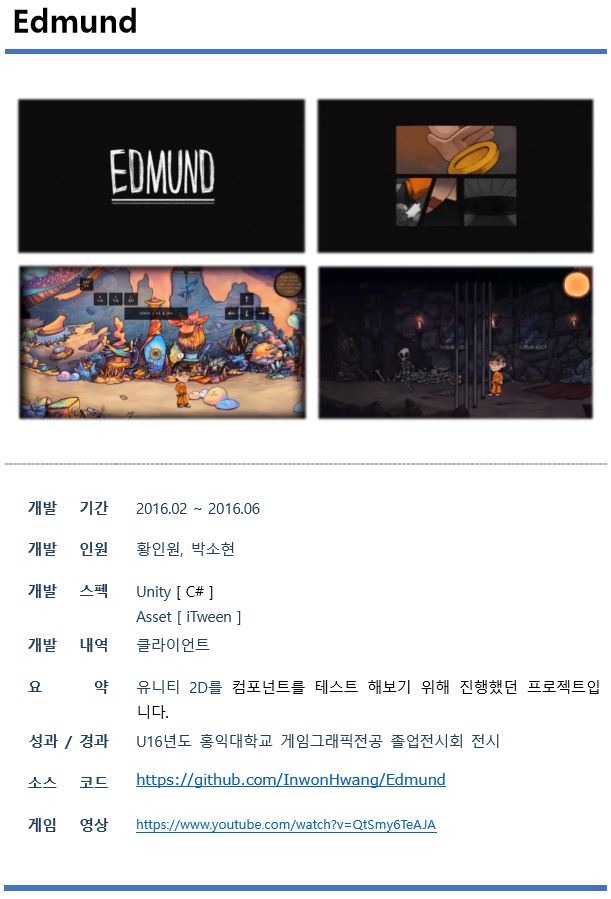 Edmund
EDMUND
개발 기간 2016.02 ~ 2016.06
개발 인원 황인원, 박소현
개발 스펙 Unity [ C# ]
Asset [ iTween ]
개발 내역 클라이언트
요 약 유니티 2D를 컴포넌트를 테스트 해보기 위해 진행했던 프로젝트입
니다.
성과 / 경과 U16년도 홍익대학교 게임그래픽전공 졸업전시회 전시
소스 코드 https://github.com/InwonHwang/Edmund
게임 영상 https://www.youtube.com/watch?v=QtSmy6TeAJA